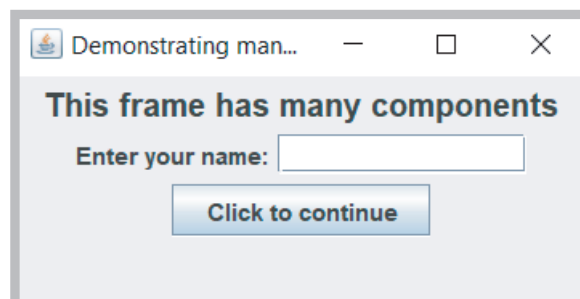 Demonstrating man...
This frame has many components
Enter your name:
Click to continue